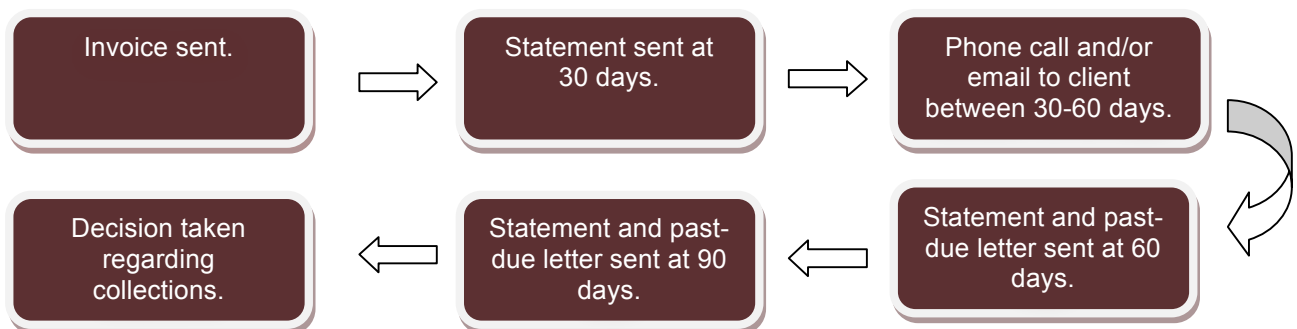 Invoice sent.
Statement sent at
30 days.
Phone call and/or
email to client
between 30-60 days.
Statement and past-
due letter sent at 60
days.
Statement and past-
due letter sent at 90
days.
Decision taken
regarding
collections.